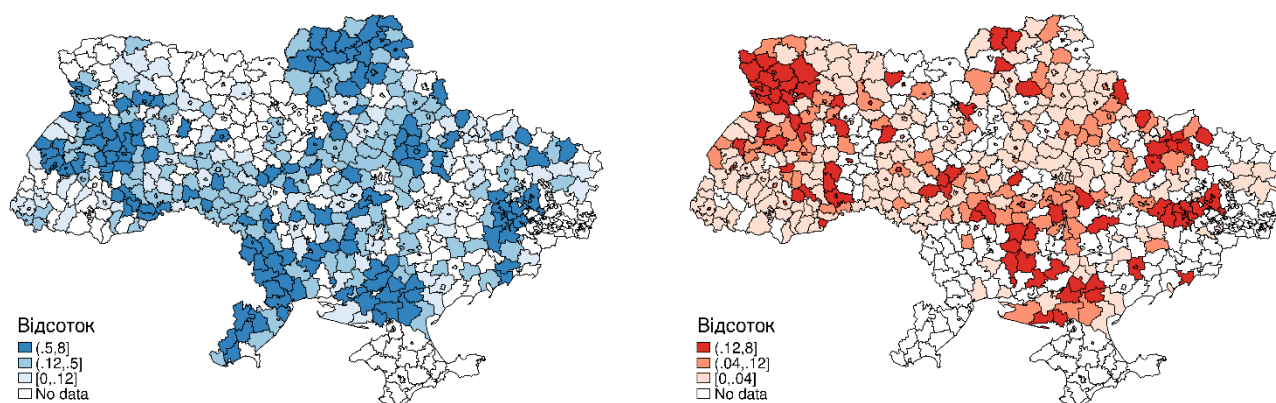 Відсоток
(.5,8]
(.12,.5]
[0,.12]
No data
Відсоток
(.12,8]
(.04,.12]
[0,.04]
No data